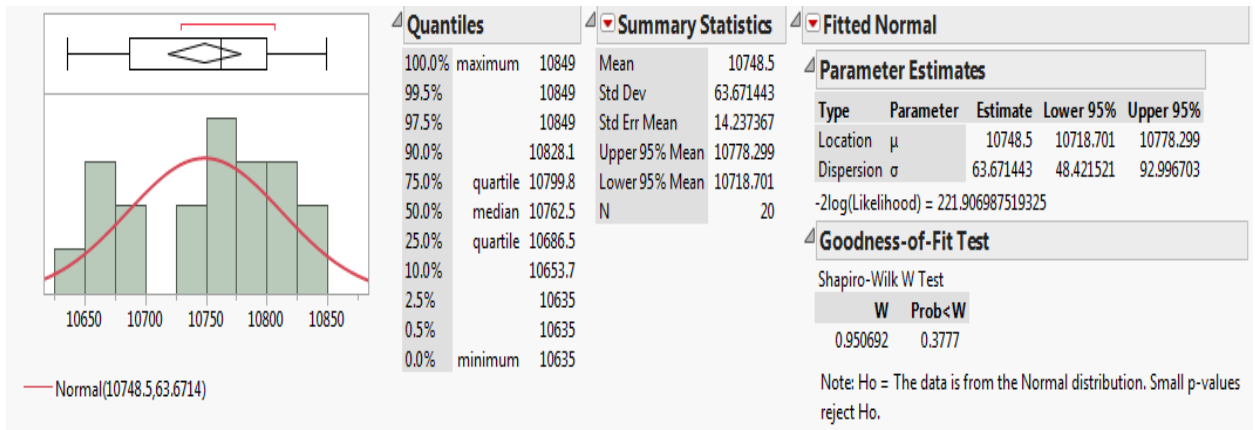 10650 10700 10750 10800 10850
Normal(10748.5,63.6714)
Quantiles
100.0% maximum 10849
99.5% 10849
97.5% 10849
90.0% 10828.1
75.0% quartile 10799.8
50.0% median 10762.5
25.0% quartile 10686.5
10.0% 10653.7
2.5% 10635
0.5% 10635
0.0% minimum 10635
Summary Statistics
Mean 10748.5
Std Dev 63.671443
Std Err Mean 14.237367
Upper 95% Mean 10778.299
Lower 95% Mean 10718.701
N 20
Fitted Normal
Parameter Estimates
Type Parameter Estimate Lower 95% Upper 95%
Location μ 10748.5 10718.701 10778.299
Dispersion σ 63.671443 48.421521 92.996703
-2log(Likelihood) = 221.906987519325
Goodness-of-Fit Test
Shapiro-Wilk W Test
W Prob<W
0.950692 0.3777
Note: Ho = The data is from the Normal distribution. Small p-values
reject Ho.